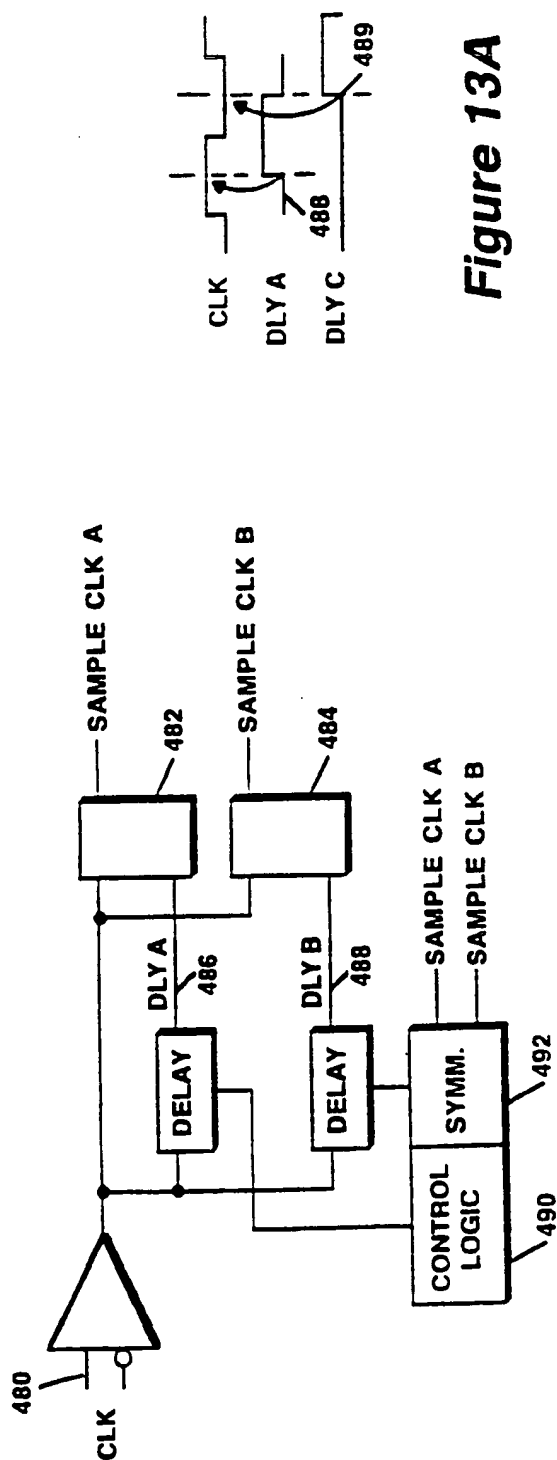 480
CLK
DELAY
DLY A
486
482
SAMPLE CLK A
DELAY
DLY B
488
484
SAMPLE CLK B
CONTROL
LOGIC
490
SYMM.
492
SAMPLE CLK A
SAMPLE CLK B
CLK
DLY A
DLY C
488
489
Figure 13A